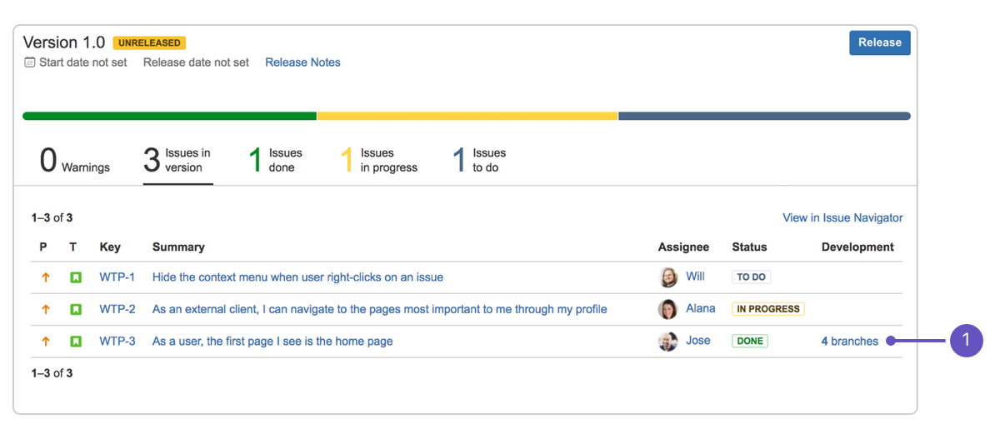 Version 1.0 UNRELEASED Release
Start date not set Release date not set Release Notes
0 Warnings 3 Issues in version 1 Issues done 1 Issues in progress 1 Issues to do
1–3 of 3 View in Issue Navigator
P T Key Summary Assignee Status Development
WTP-1 Hide the context menu when user right-clicks on an issue Will TO DO
WTP-2 As an external client, I can navigate to the pages most important to me through my profile Alana IN PROGRESS
WTP-3 As a user, the first page I see is the home page Jose DONE 4 branches 1
1–3 of 3